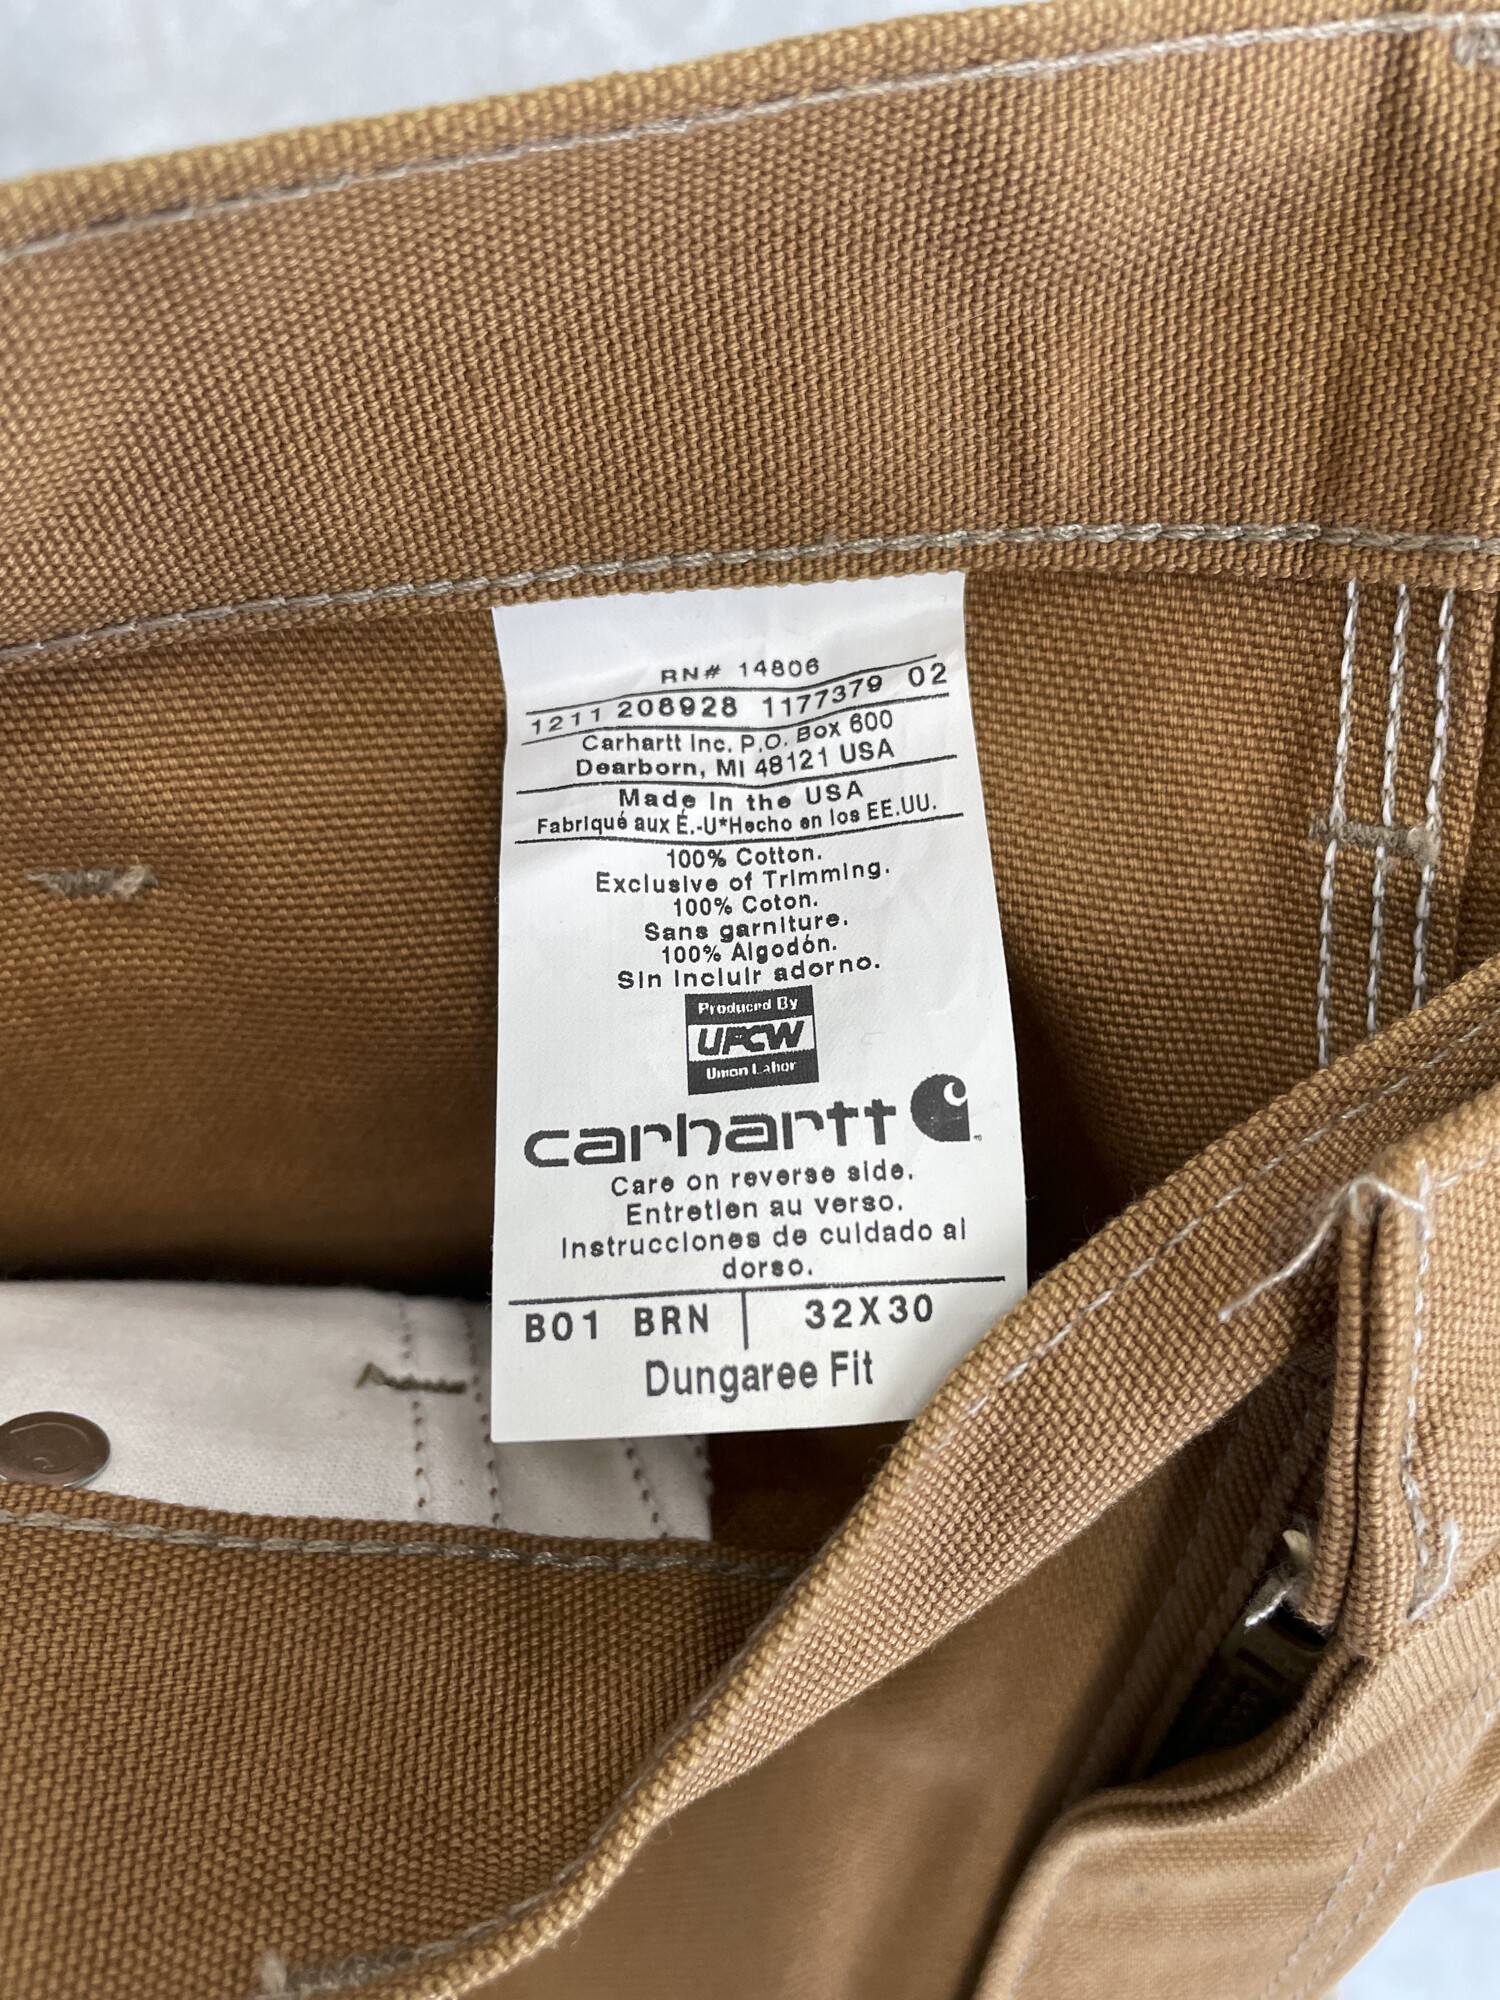 RN# 14806
1211 208928 1177379 02
Carhartt Inc. P.O. Box 600
Dearborn, MI 48121 USA
Made In the USA
Fabriqué aux É.-U*Hecho en los EE.UU.
100% Cotton.
Exclusive of Trimming.
100% Coton.
Sans garniture.
100% Algodón.
Sin Incluir adorno.
Produced By
UFCW
Union Labor
carhartt
Care on reverse side.
Entretien au verso.
Instrucciones de cuidado al
dorso.
B01 BRN | 32X30
Dungaree Fit